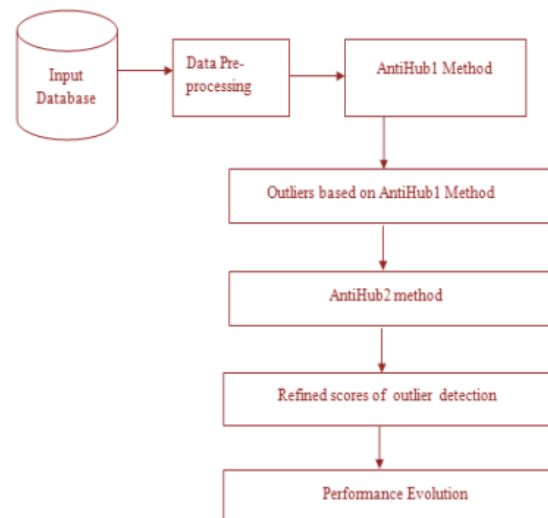 Input
Database
Data Pre-
processing
AntiHub1 Method
Outliers based on AntiHub1 Method
AntiHub2 method
Refined scores of outlier detection
Performance Evolution